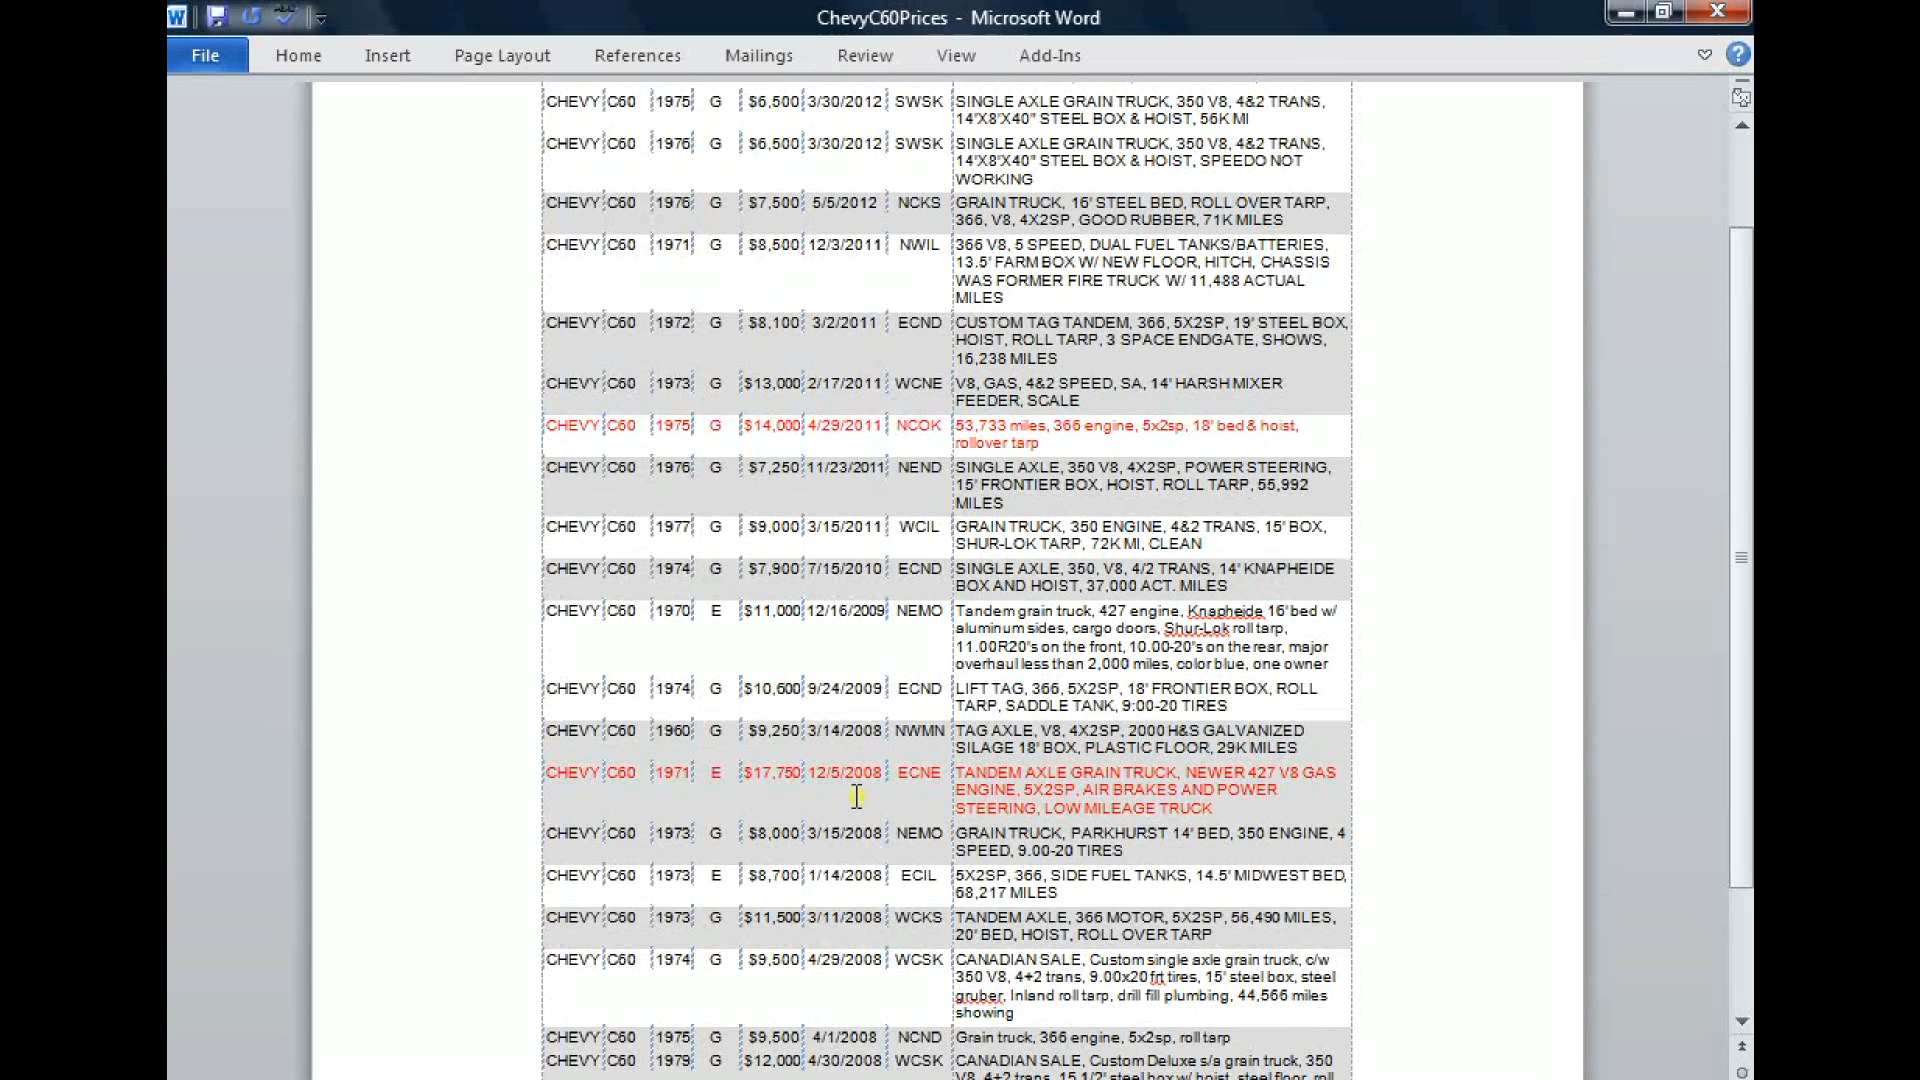 ChevyC60Prices - Microsoft Word
File Home Insert Page Layout References Mailings Review View Add-Ins
CHEVY C60 1975 G $6,500 3/30/2012 SWSK SINGLE AXLE GRAIN TRUCK, 350 V8, 4&2 TRANS,
14'X8'X40" STEEL BOX & HOIST, 56K MI
CHEVY C60 1976 G $6,500 3/30/2012 SWSK SINGLE AXLE GRAIN TRUCK, 350 V8, 4&2 TRANS,
14'X8'X40" STEEL BOX & HOIST, SPEEDO NOT
WORKING
CHEVY C60 1976 G $7,500 5/5/2012 NCKS GRAIN TRUCK, 16' STEEL BED, ROLL OVER TARP,
366, V8, 4X2SP, GOOD RUBBER, 71K MILES
CHEVY C60 1971 G $8,500 12/3/2011 NWIL 366 V8, 5 SPEED, DUAL FUEL TANKS/BATTERIES,
13.5' FARM BOX W/ NEW FLOOR, HITCH, CHASSIS
WAS FORMER FIRE TRUCK W/ 11,488 ACTUAL
MILES
CHEVY C60 1972 G $8,100 3/2/2011 ECND CUSTOM TAG TANDEM, 366, 5X2SP, 19' STEEL BOX,
HOIST, ROLL TARP, 3 SPACE ENDGATE, SHOWS,
16,238 MILES
CHEVY C60 1973 G $13,000 2/17/2011 WCNE V8, GAS, 4&2 SPEED, SA, 14' HARSH MIXER
FEEDER, SCALE
CHEVY C60 1975 G $14,000 4/29/2011 NCOK 53,733 miles, 366 engine, 5x2sp, 18' bed & hoist,
rollover tarp
CHEVY C60 1976 G $7,250 11/23/2011 NEND SINGLE AXLE, 350 V8, 4X2SP, POWER STEERING,
15' FRONTIER BOX, HOIST, ROLL TARP, 55,992
MILES
CHEVY C60 1977 G $9,000 3/15/2011 WCIL GRAIN TRUCK, 350 ENGINE, 4&2 TRANS, 15' BOX,
SHUR-LOK TARP, 72K MI, CLEAN
CHEVY C60 1974 G $7,900 7/15/2010 ECND SINGLE AXLE, 350, V8, 4/2 TRANS, 14' KNAPHEIDE
BOX AND HOIST, 37,000 ACT. MILES
CHEVY C60 1970 E $11,000 12/16/2009 NEMO Tandem grain truck, 427 engine, Knapheide 16' bed w/
aluminum sides, cargo doors, Shur-Lok roll tarp,
11.00R20's on the front, 10.00-20's on the rear, major
overhaul less than 2,000 miles, color blue, one owner
CHEVY C60 1974 G $10,600 9/24/2009 ECND LIFT TAG, 366, 5X2SP, 18' FRONTIER BOX, ROLL
TARP, SADDLE TANK, 9:00-20 TIRES
CHEVY C60 1960 G $9,250 3/14/2008 NWMN TAG AXLE, V8, 4X2SP, 2000 H&S GALVANIZED
SILAGE 18' BOX, PLASTIC FLOOR, 29K MILES
CHEVY C60 1971 E $17,750 12/5/2008 ECNE TANDEM AXLE GRAIN TRUCK, NEWER 427 V8 GAS
ENGINE, 5X2SP, AIR BRAKES AND POWER
STEERING, LOW MILEAGE TRUCK
CHEVY C60 1973 G $8,000 3/15/2008 NEMO GRAIN TRUCK, PARKHURST 14' BED, 350 ENGINE, 4
SPEED, 9.00-20 TIRES
CHEVY C60 1973 E $8,700 1/14/2008 ECIL 5X2SP, 366, SIDE FUEL TANKS, 14.5' MIDWEST BED,
68,217 MILES
CHEVY C60 1973 G $11,500 3/11/2008 WCKS TANDEM AXLE, 366 MOTOR, 5X2SP, 56,490 MILES,
20' BED, HOIST, ROLL OVER TARP
CHEVY C60 1974 G $9,500 4/29/2008 WCSK CANADIAN SALE, Custom single axle grain truck, c/w
350 V8, 4+2 trans, 9.00x20 frt tires, 15' steel box, steel
gruber, Inland roll tarp, drill fill plumbing, 44,566 miles
showing
CHEVY C60 1975 G $9,500 4/1/2008 NCND Grain truck, 366 engine, 5x2sp, roll tarp
CHEVY C60 1979 G $12,000 4/30/2008 WCSK CANADIAN SALE, Custom Deluxe s/a grain truck, 350
V8, 4+2 trans, 15 1/2' steel box w/ hoist, steel floor, roll